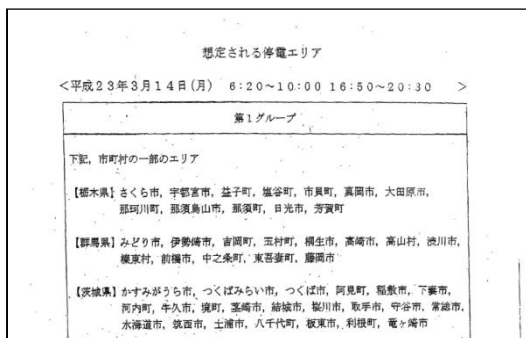 想定される停電エリア
<平成23年3月14日(月) 6:20~10:00 16:50~20:30 >
第1グループ
下記,市町村の一部のエリア
【栃木県】さくら市,宇都宮市,益子町,塩谷町,市貝町,真岡市,大田原市,
那珂川町,那須烏山市,那須町,日光市,芳賀町
【群馬県】みどり市,伊勢崎市,吉岡町,玉村町,桐生市,高崎市,高山村,渋川市,
榛東村,前橋市,中之条町,東吾妻町,藤岡市
【茨城県】かすみがうら市,つくばみらい市,つくば市,阿見町,稲敷市,下妻市,
河内町,牛久市,境町,茎崎市,結城市,桜川市,取手市,守谷市,常総市,
水海道市,筑西市,土浦市,八千代町,坂東市,利根町,竜ヶ崎市